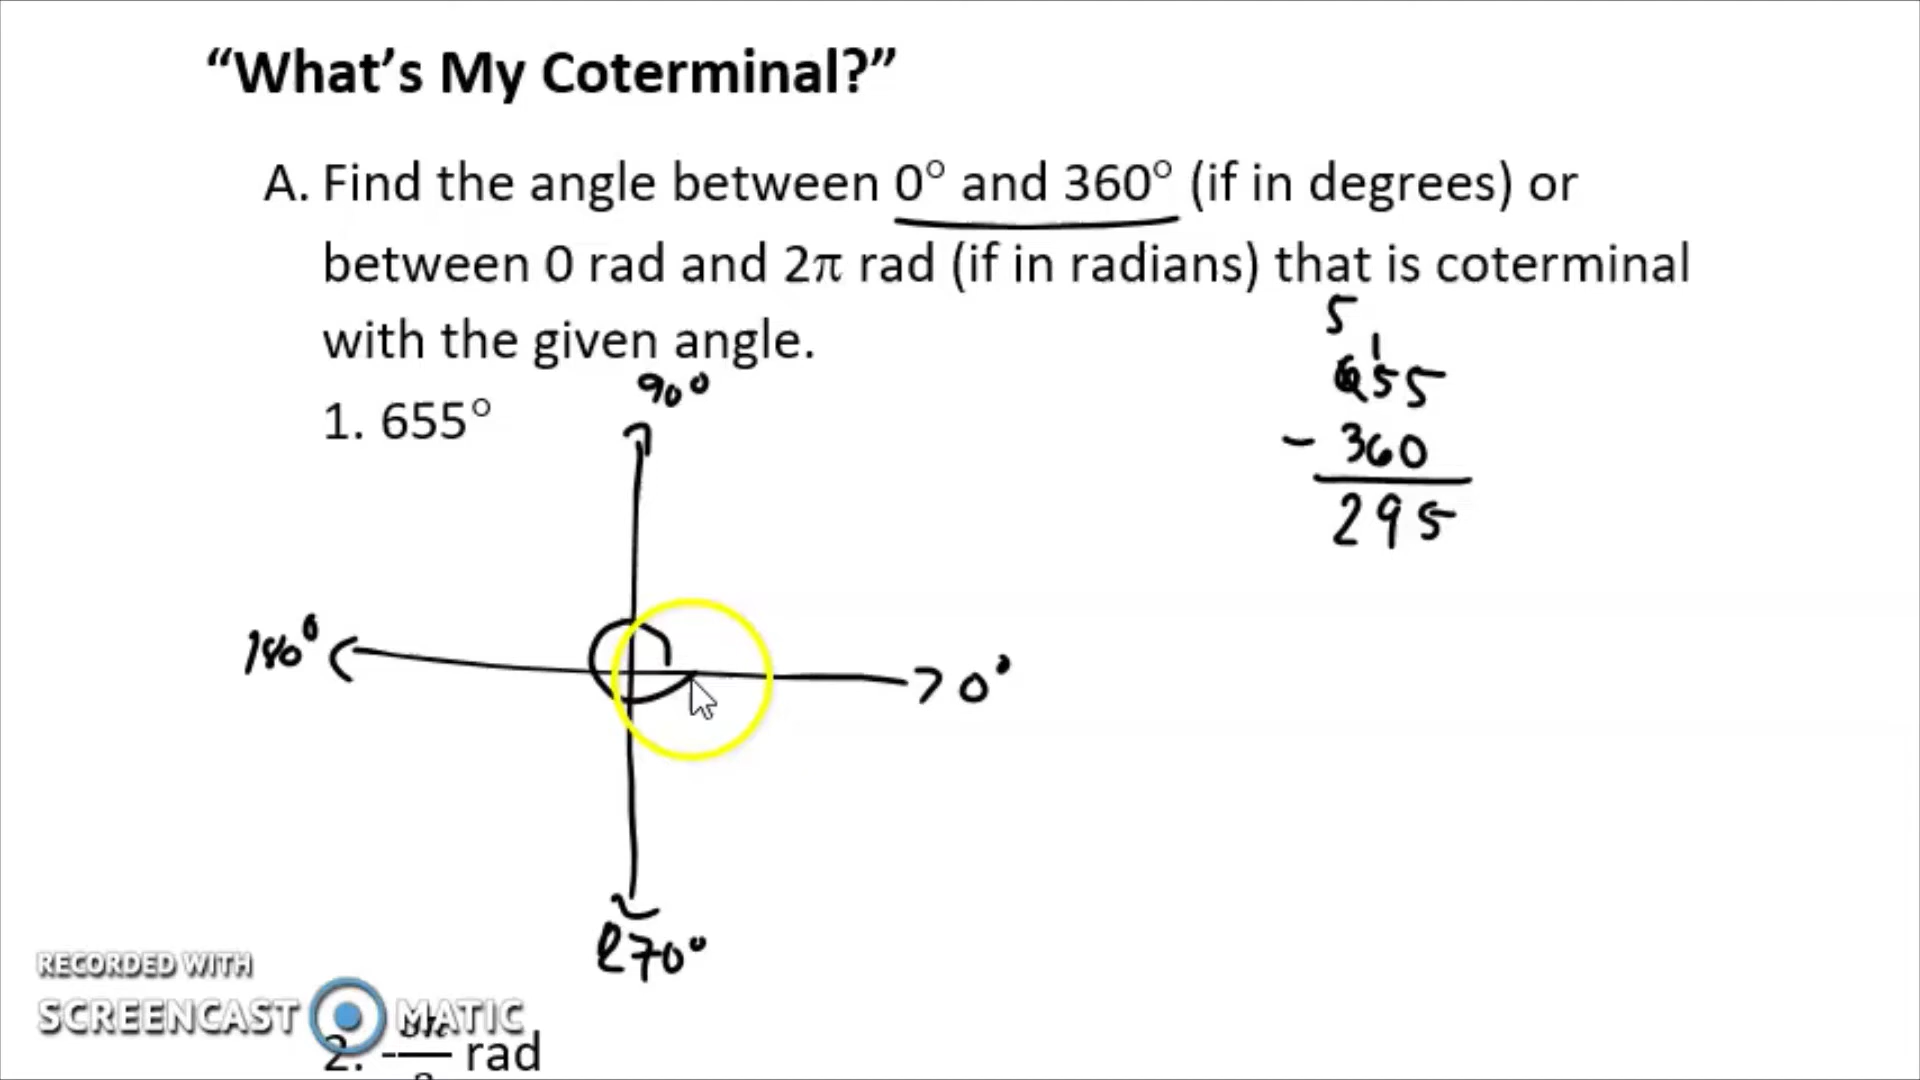 “What’s My Coterminal?”
A. Find the angle between 0° and 360° (if in degrees) or
between 0 rad and 2π rad (if in radians) that is coterminal
with the given angle.
1. 655°
5
1
655
- 360
295
90°
180°
0°
270°
RECORDED WITH
SCREENCAST MATIC
2. - rad